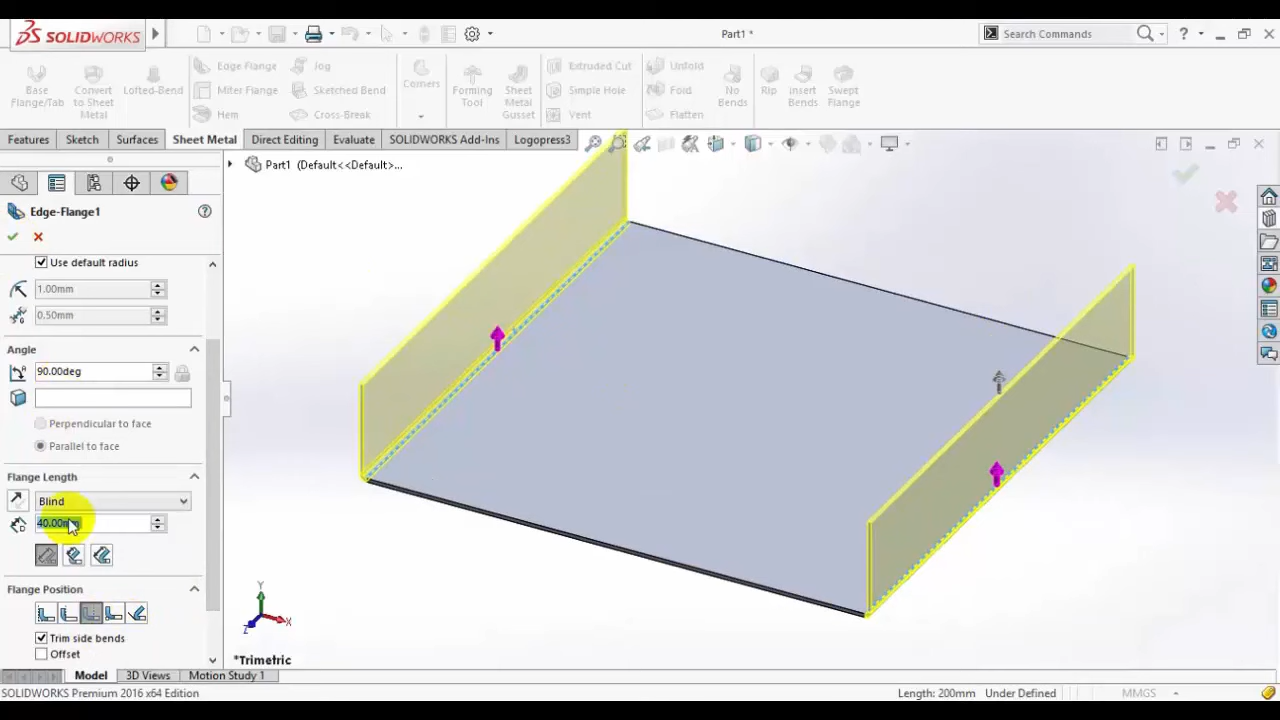 SOLIDWORKS
Part1 *
Search Commands
?
Base Flange/Tab
Convert to Sheet Metal
Lofted-Bend
Edge Flange
Miter Flange
Hem
Jog
Sketched Bend
Cross-Break
Corners
Forming Tool
Sheet Metal Gusset
Extruded Cut
Simple Hole
Vent
Unfold
Fold
Flatten
No Bends
Rip
Insert Bends
Swept Flange
Features
Sketch
Surfaces
Sheet Metal
Direct Editing
Evaluate
SOLIDWORKS Add-Ins
Logopress3
Part1 (Default<<Default>...
Edge-Flange1
?
Use default radius
1.00mm
0.50mm
Angle
90.00deg
Perpendicular to face
Parallel to face
Flange Length
Blind
40.00mm
Flange Position
Trim side bends
Offset
Y
X
Z
*Trimetric
Model
3D Views
Motion Study 1
SOLIDWORKS Premium 2016 x64 Edition
Length: 200mm
Under Defined
MMGS